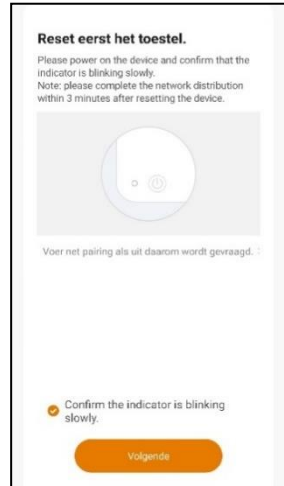 Reset eerst het toestel.
Please power on the device and confirm that the
indicator is blinking slowly.
Note: please complete the network distribution
within 3 minutes after resetting the device.
Voer net pairing als uit daarom wordt gevraagd.
Confirm the indicator is blinking
slowly.
Volgende